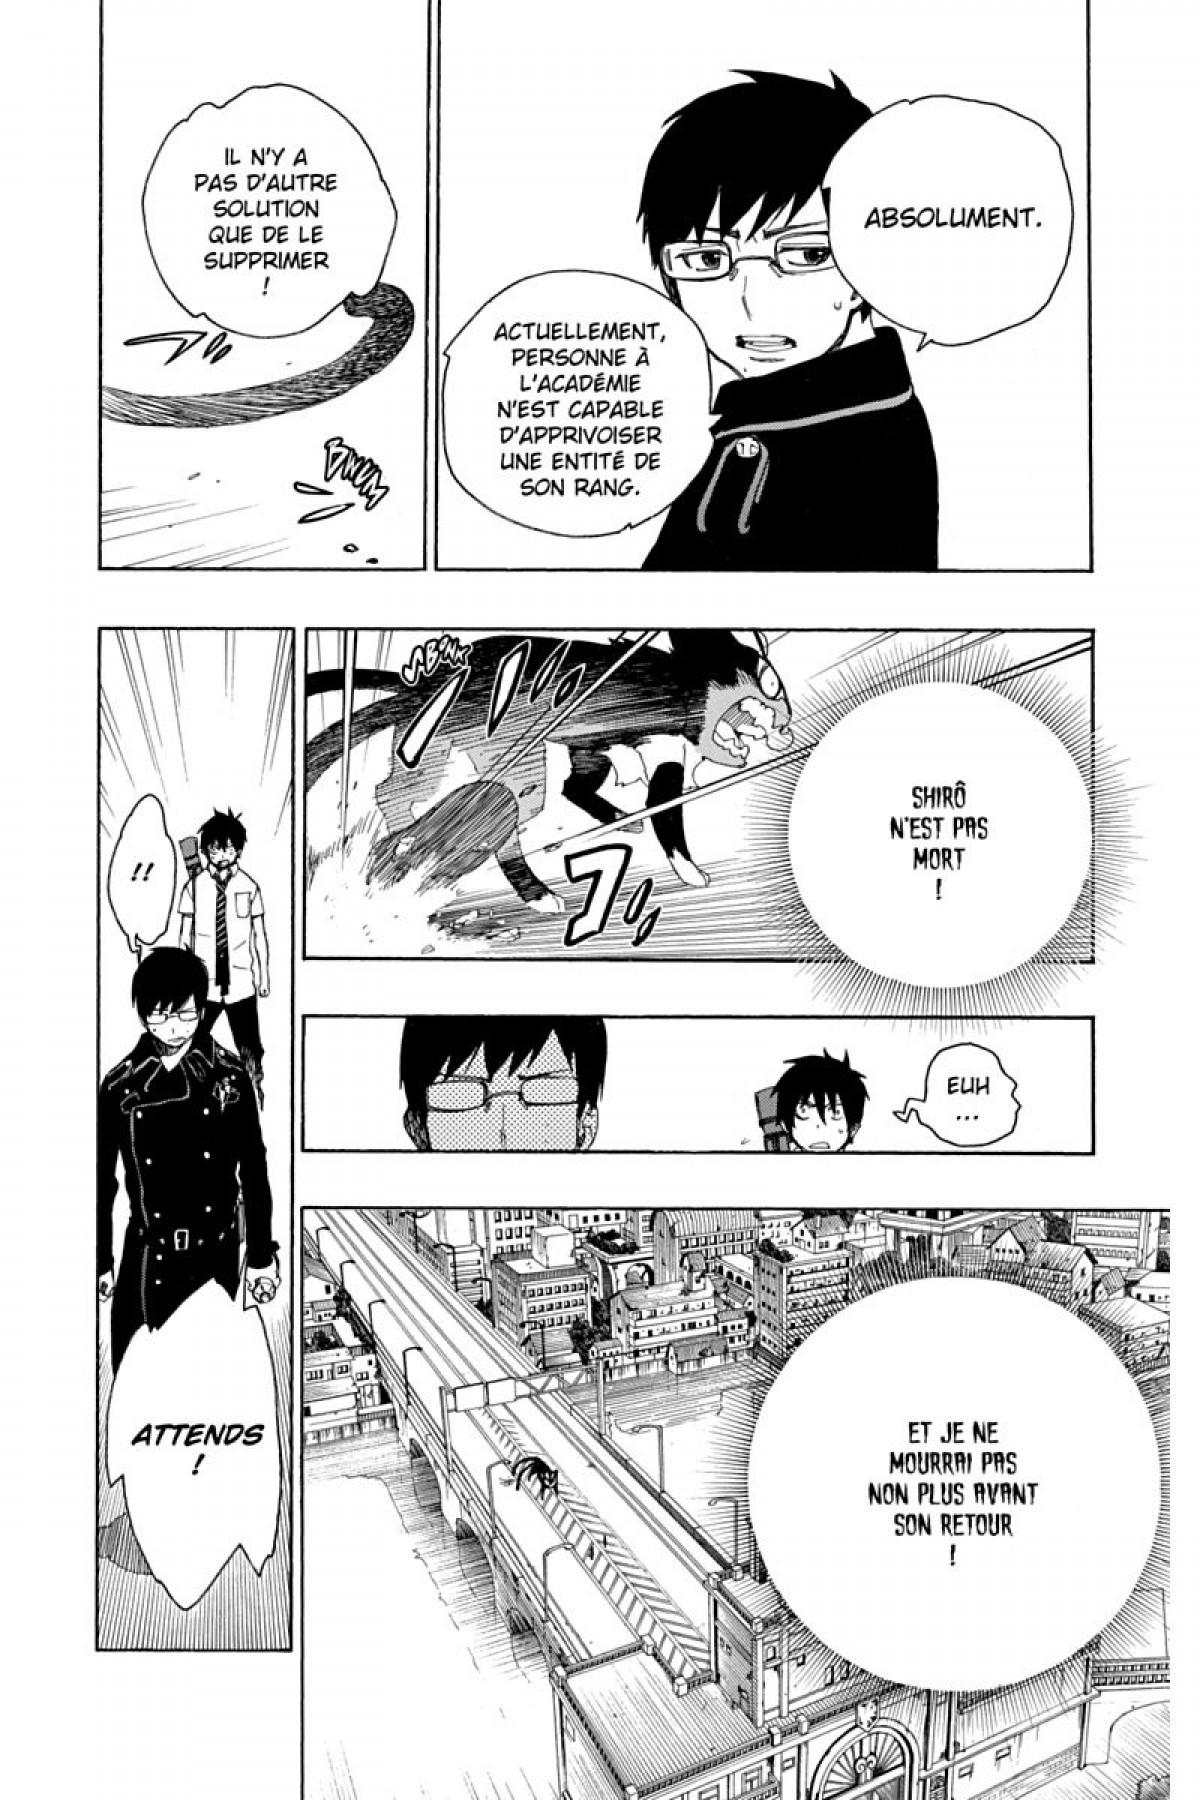 ABSOLUMENT.
ACTUELLEMENT,
PERSONNE À
L'ACADÉMIE
N'EST CAPABLE
D'APPRIVOISER
UNE ENTITÉ DE
SON RANG.
IL N'Y A
PAS D'AUTRE
SOLUTION
QUE DE LE
SUPPRIMER
!
BWUM
SHIRÔ
N'EST PAS
MORT
!
EUH
...
!!
ATTENDS
!
ET JE NE
MOURRAI PAS
NON PLUS AVANT
SON RETOUR
!